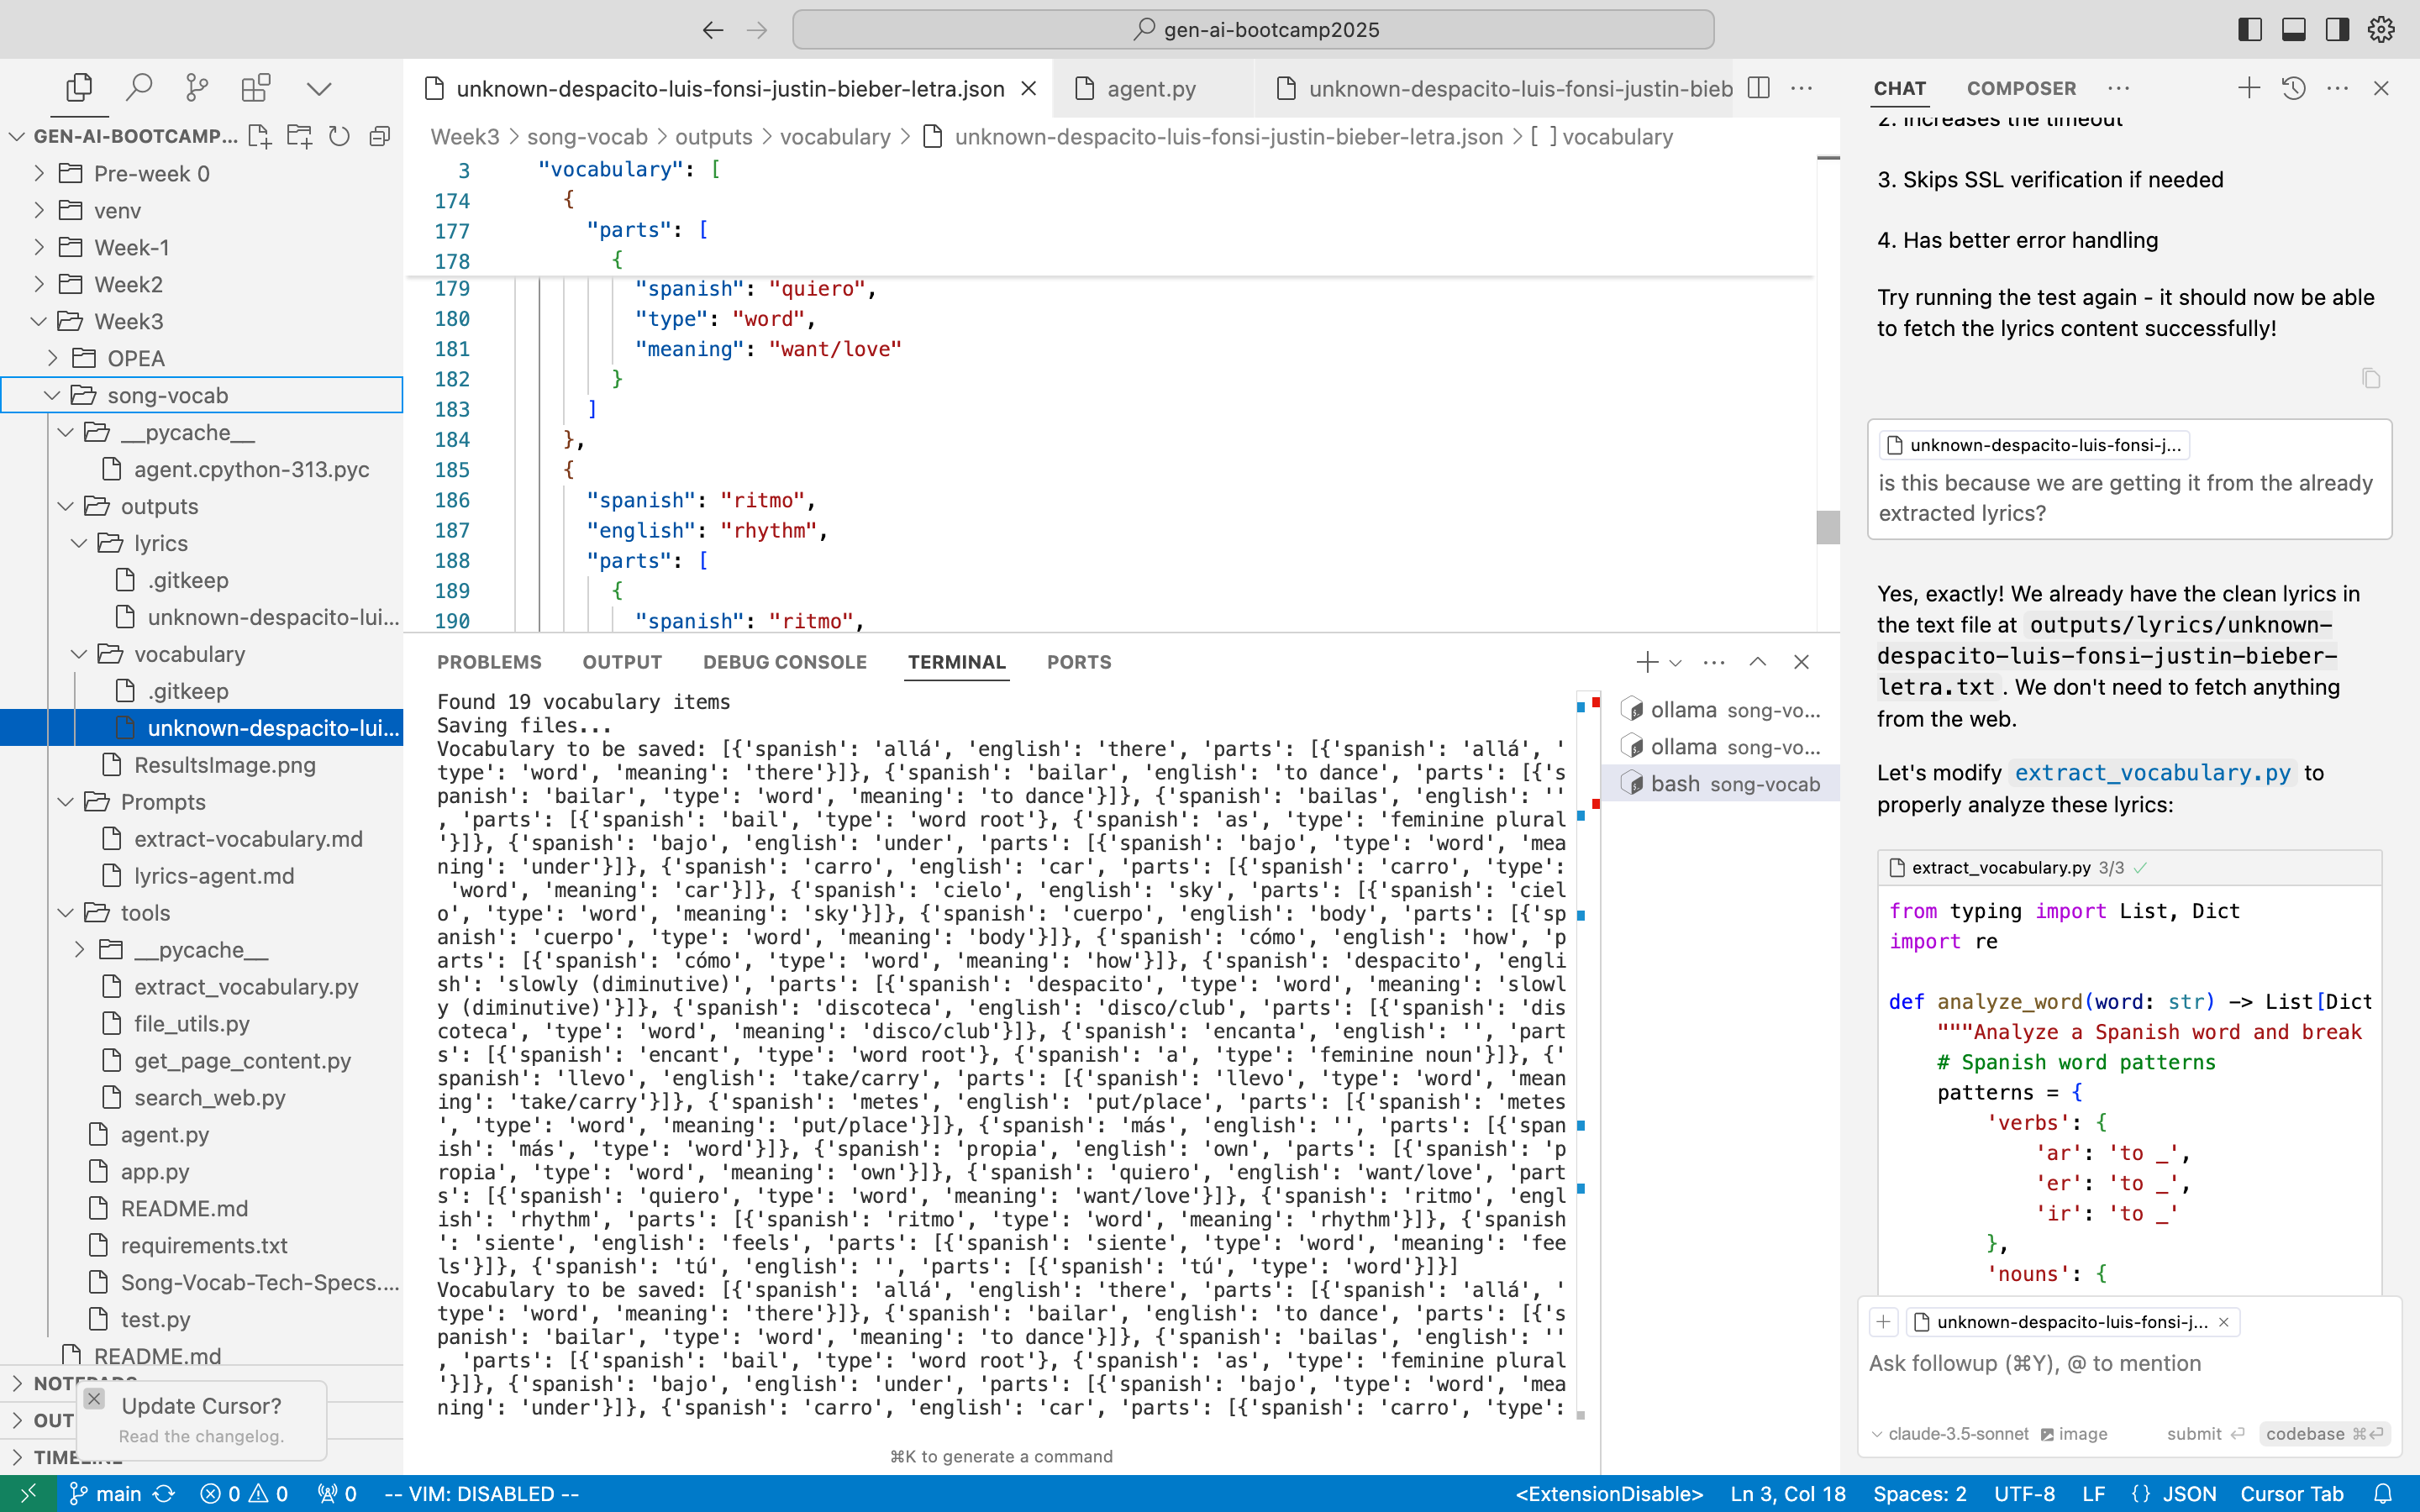 gen-ai-bootcamp2025
GEN-AI-BOOTCAMP...
Pre-week 0
venv
Week-1
Week2
Week3
OPEA
song-vocab
__pycache__
agent.cpython-313.pyc
outputs
lyrics
.gitkeep
unknown-despacito-lui...
vocabulary
.gitkeep
unknown-despacito-lui...
ResultsImage.png
Prompts
extract-vocabulary.md
lyrics-agent.md
tools
__pycache__
extract_vocabulary.py
file_utils.py
get_page_content.py
search_web.py
agent.py
app.py
README.md
requirements.txt
Song-Vocab-Tech-Specs....
test.py
README.md
NOTEPADS
OUT
TIMELINE
Update Cursor?
Read the changelog.
unknown-despacito-luis-fonsi-justin-bieber-letra.json
agent.py
unknown-despacito-luis-fonsi-justin-bieb
Week3 > song-vocab > outputs > vocabulary > unknown-despacito-luis-fonsi-justin-bieber-letra.json > [ ] vocabulary
3 "vocabulary": [
174 {
177 "parts": [
178 {
179 "spanish": "quiero",
180 "type": "word",
181 "meaning": "want/love"
182 }
183 ]
184 },
185 {
186 "spanish": "ritmo",
187 "english": "rhythm",
188 "parts": [
189 {
190 "spanish": "ritmo",
PROBLEMS OUTPUT DEBUG CONSOLE TERMINAL PORTS
Found 19 vocabulary items
Saving files...
Vocabulary to be saved: [{'spanish': 'allá', 'english': 'there', 'parts': [{'spanish': 'allá', '
type': 'word', 'meaning': 'there'}]}, {'spanish': 'bailar', 'english': 'to dance', 'parts': [{'s
panish': 'bailar', 'type': 'word', 'meaning': 'to dance'}]}, {'spanish': 'bailas', 'english': ''
, 'parts': [{'spanish': 'bail', 'type': 'word root'}, {'spanish': 'as', 'type': 'feminine plural
'}]}, {'spanish': 'bajo', 'english': 'under', 'parts': [{'spanish': 'bajo', 'type': 'word', 'mea
ning': 'under'}]}, {'spanish': 'carro', 'english': 'car', 'parts': [{'spanish': 'carro', 'type':
'word', 'meaning': 'car'}]}, {'spanish': 'cielo', 'english': 'sky', 'parts': [{'spanish': 'ciel
o', 'type': 'word', 'meaning': 'sky'}]}, {'spanish': 'cuerpo', 'english': 'body', 'parts': [{'sp
anish': 'cuerpo', 'type': 'word', 'meaning': 'body'}]}, {'spanish': 'cómo', 'english': 'how', 'p
arts': [{'spanish': 'cómo', 'type': 'word', 'meaning': 'how'}]}, {'spanish': 'despacito', 'engli
sh': 'slowly (diminutive)', 'parts': [{'spanish': 'despacito', 'type': 'word', 'meaning': 'slowl
y (diminutive)'}]}, {'spanish': 'discoteca', 'english': 'disco/club', 'parts': [{'spanish': 'dis
coteca', 'type': 'word', 'meaning': 'disco/club'}]}, {'spanish': 'encanta', 'english': '', 'part
s': [{'spanish': 'encant', 'type': 'word root'}, {'spanish': 'a', 'type': 'feminine noun'}]}, {'
spanish': 'llevo', 'english': 'take/carry', 'parts': [{'spanish': 'llevo', 'type': 'word', 'mean
ing': 'take/carry'}]}, {'spanish': 'metes', 'english': 'put/place', 'parts': [{'spanish': 'metes
', 'type': 'word', 'meaning': 'put/place'}]}, {'spanish': 'más', 'english': '', 'parts': [{'span
ish': 'más', 'type': 'word'}]}, {'spanish': 'propia', 'english': 'own', 'parts': [{'spanish': 'p
ropia', 'type': 'word', 'meaning': 'own'}]}, {'spanish': 'quiero', 'english': 'want/love', 'part
s': [{'spanish': 'quiero', 'type': 'word', 'meaning': 'want/love'}]}, {'spanish': 'ritmo', 'engl
ish': 'rhythm', 'parts': [{'spanish': 'ritmo', 'type': 'word', 'meaning': 'rhythm'}]}, {'spanish
': 'siente', 'english': 'feels', 'parts': [{'spanish': 'siente', 'type': 'word', 'meaning': 'fee
ls'}]}, {'spanish': 'tú', 'english': '', 'parts': [{'spanish': 'tú', 'type': 'word'}]}]
Vocabulary to be saved: [{'spanish': 'allá', 'english': 'there', 'parts': [{'spanish': 'allá', '
type': 'word', 'meaning': 'there'}]}, {'spanish': 'bailar', 'english': 'to dance', 'parts': [{'s
panish': 'bailar', 'type': 'word', 'meaning': 'to dance'}]}, {'spanish': 'bailas', 'english': ''
, 'parts': [{'spanish': 'bail', 'type': 'word root'}, {'spanish': 'as', 'type': 'feminine plural
'}]}, {'spanish': 'bajo', 'english': 'under', 'parts': [{'spanish': 'bajo', 'type': 'word', 'mea
ning': 'under'}]}, {'spanish': 'carro', 'english': 'car', 'parts': [{'spanish': 'carro', 'type':
⌘K to generate a command
ollama song-vo...
ollama song-vo...
bash song-vocab
CHAT COMPOSER
2. Increases the timeout
3. Skips SSL verification if needed
4. Has better error handling
Try running the test again - it should now be able
to fetch the lyrics content successfully!
unknown-despacito-luis-fonsi-j...
is this because we are getting it from the already
extracted lyrics?
Yes, exactly! We already have the clean lyrics in
the text file at outputs/lyrics/unknown-
despacito-luis-fonsi-justin-bieber-
letra.txt . We don't need to fetch anything
from the web.
Let's modify extract_vocabulary.py to
properly analyze these lyrics:
extract_vocabulary.py 3/3 ✓
from typing import List, Dict
import re
def analyze_word(word: str) -> List[Dict
"""Analyze a Spanish word and break
# Spanish word patterns
patterns = {
'verbs': {
'ar': 'to _',
'er': 'to _',
'ir': 'to _'
},
'nouns': {
unknown-despacito-luis-fonsi-j... ×
Ask followup (⌘Y), @ to mention
claude-3.5-sonnet image submit ⏎ codebase ⌘⏎
main 0 0 0 -- VIM: DISABLED -- <ExtensionDisable> Ln 3, Col 18 Spaces: 2 UTF-8 LF {} JSON Cursor Tab